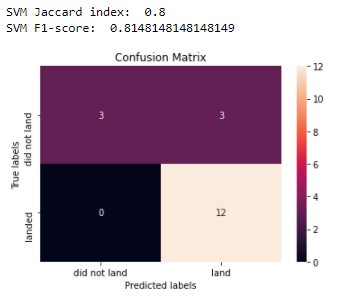 SVM Jaccard index:  0.8
SVM F1-score:  0.8148148148148149
Confusion Matrix
True labels
did not land
landed
3
3
0
12
did not land
land
Predicted labels
12
10
8
6
4
2
0